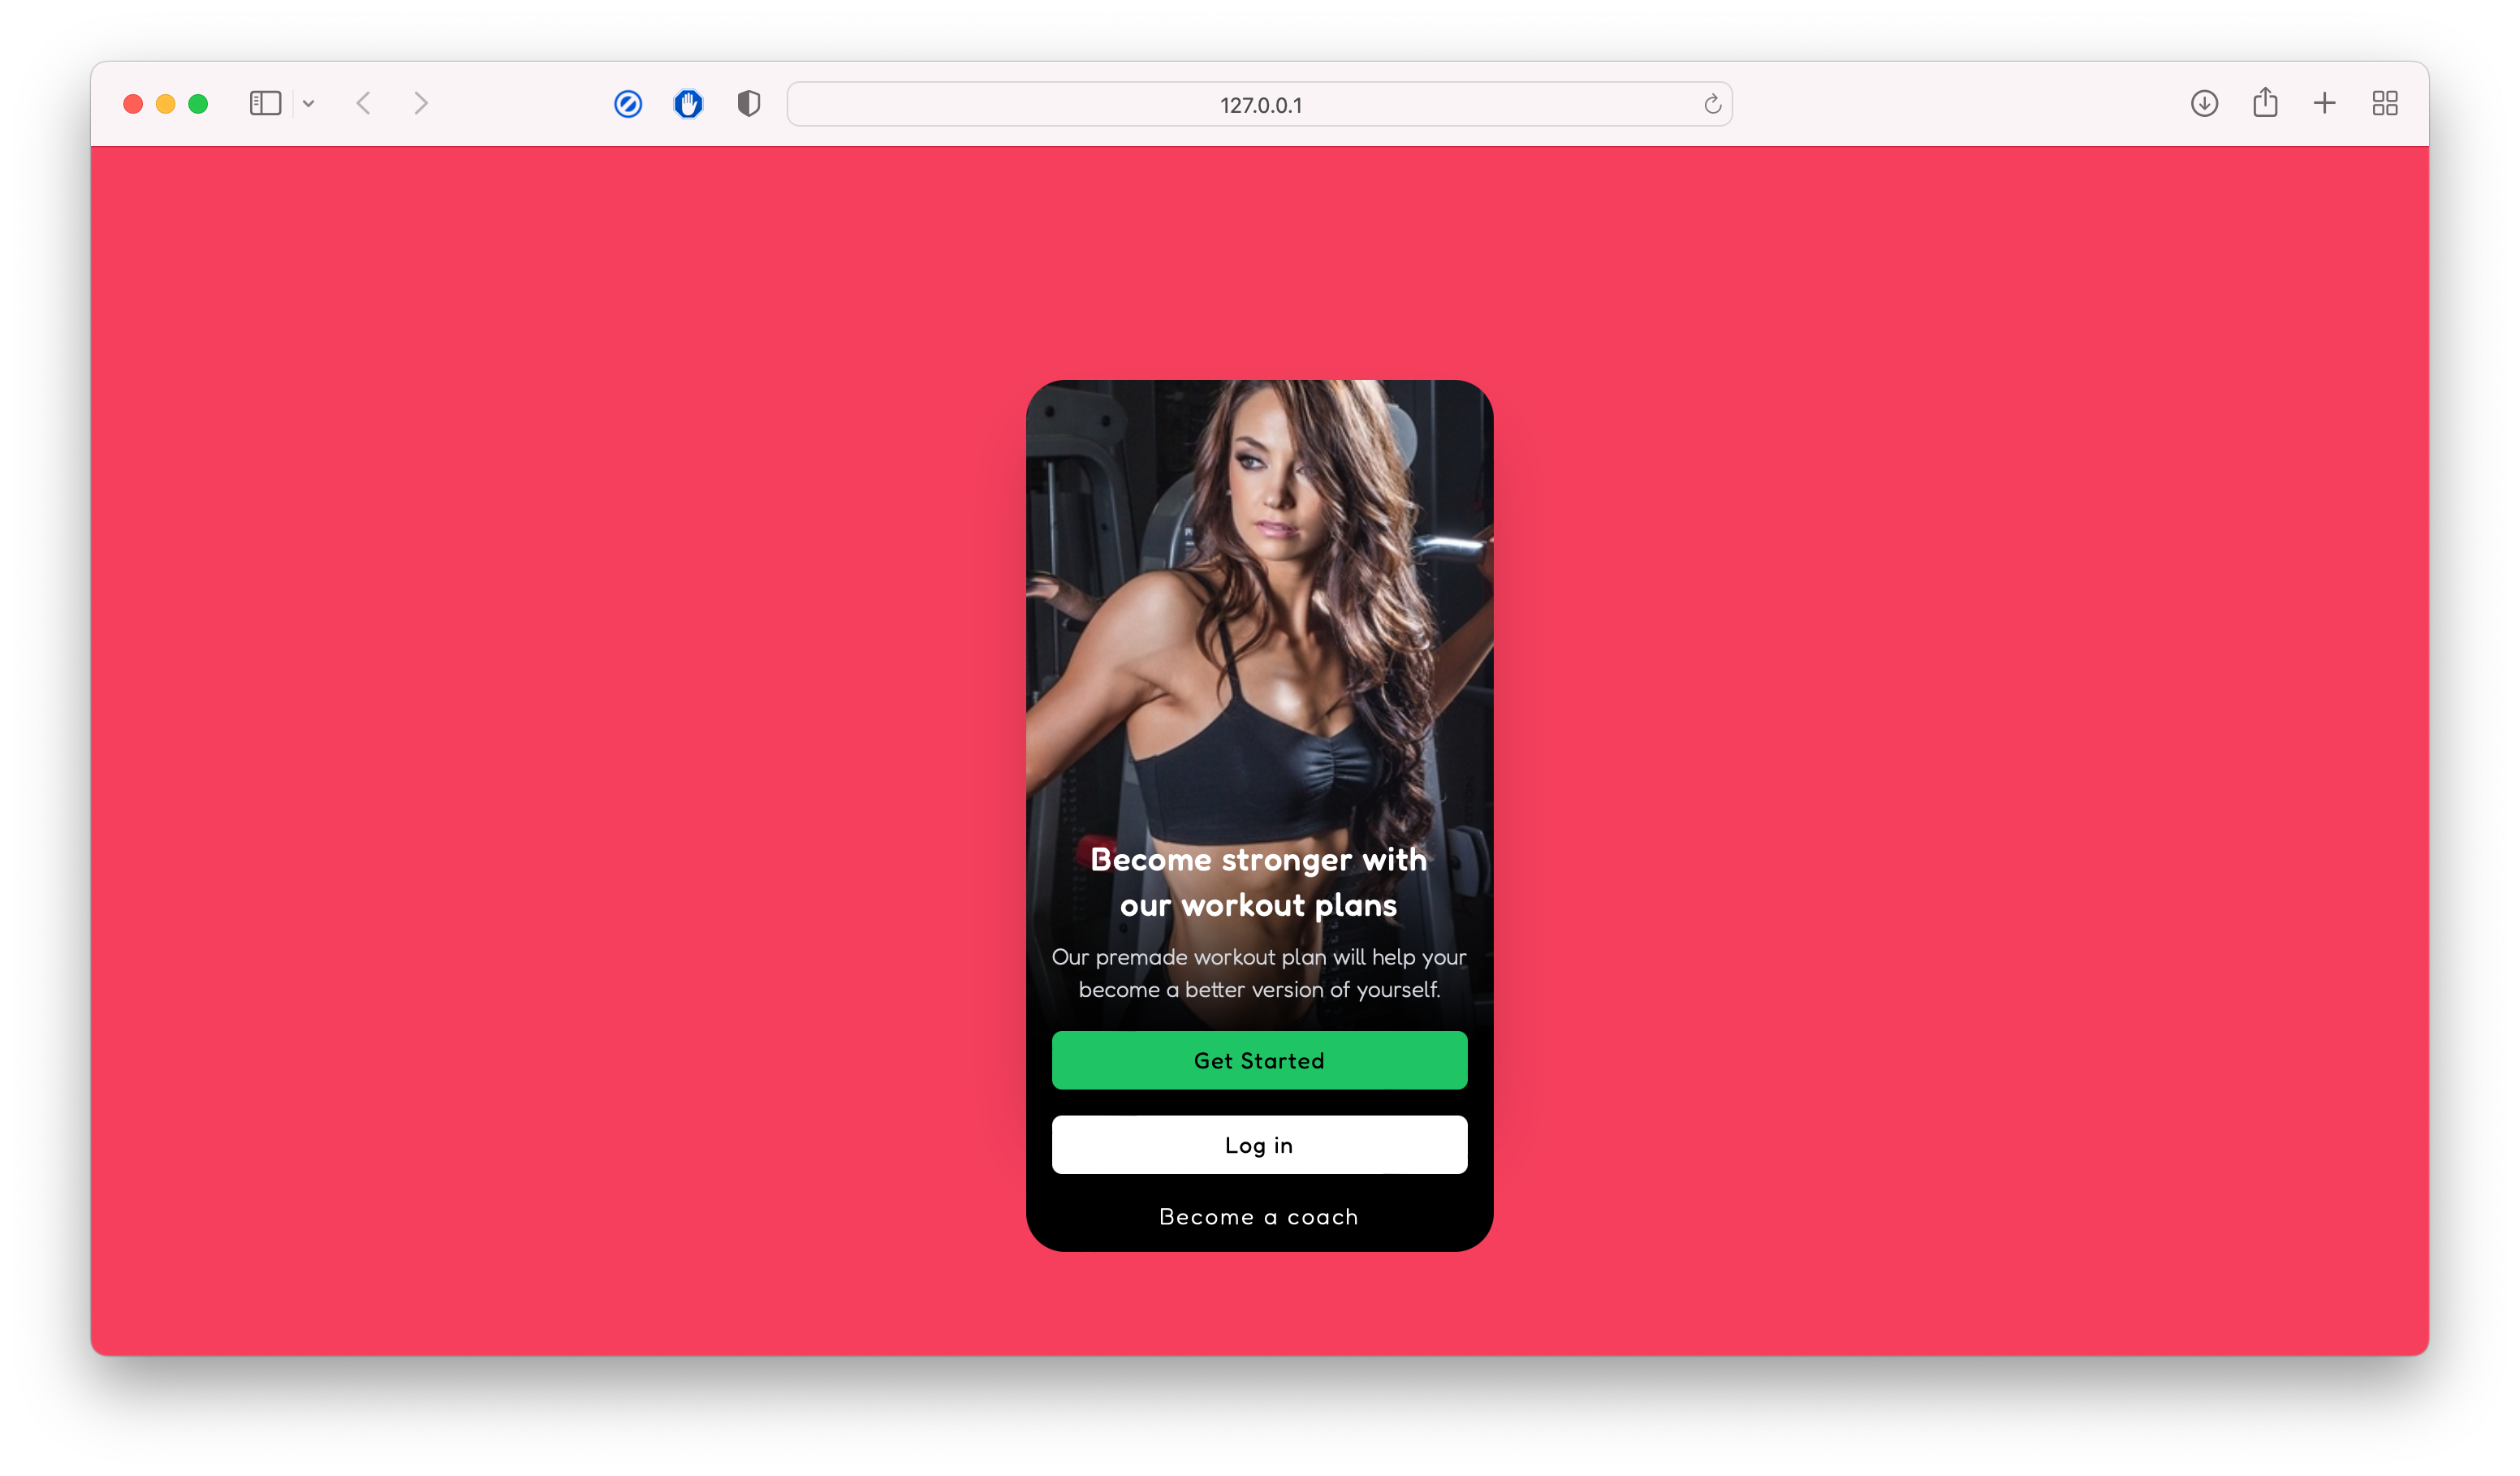 127.0.0.1
Become stronger with
our workout plans
Our premade workout plan will help your
become a better version of yourself.
Get Started
Log in
Become a coach